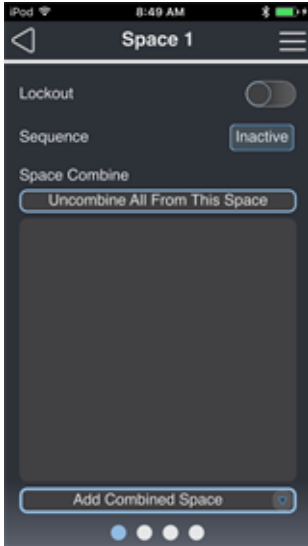 iPod 8:49 AM
Space 1
Lockout
Sequence Inactive
Space Combine
Uncombine All From This Space
Add Combined Space